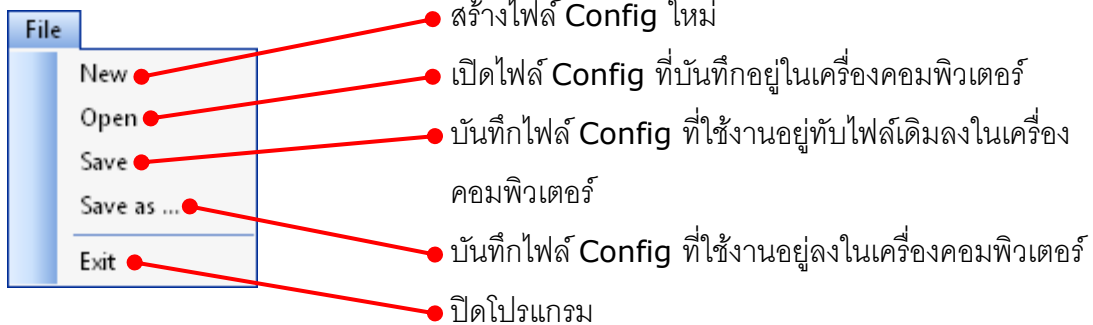 File
New
Open
Save
Save as ...
Exit
สร้างไฟล์ Config ใหม่
เปิดไฟล์ Config ที่บันทึกอยู่ในเครื่องคอมพิวเตอร์
บันทึกไฟล์ Config ที่ใช้งานอยู่ทับไฟล์เดิมลงในเครื่อง
คอมพิวเตอร์
บันทึกไฟล์ Config ที่ใช้งานอยู่ลงในเครื่องคอมพิวเตอร์
ปิดโปรแกรม